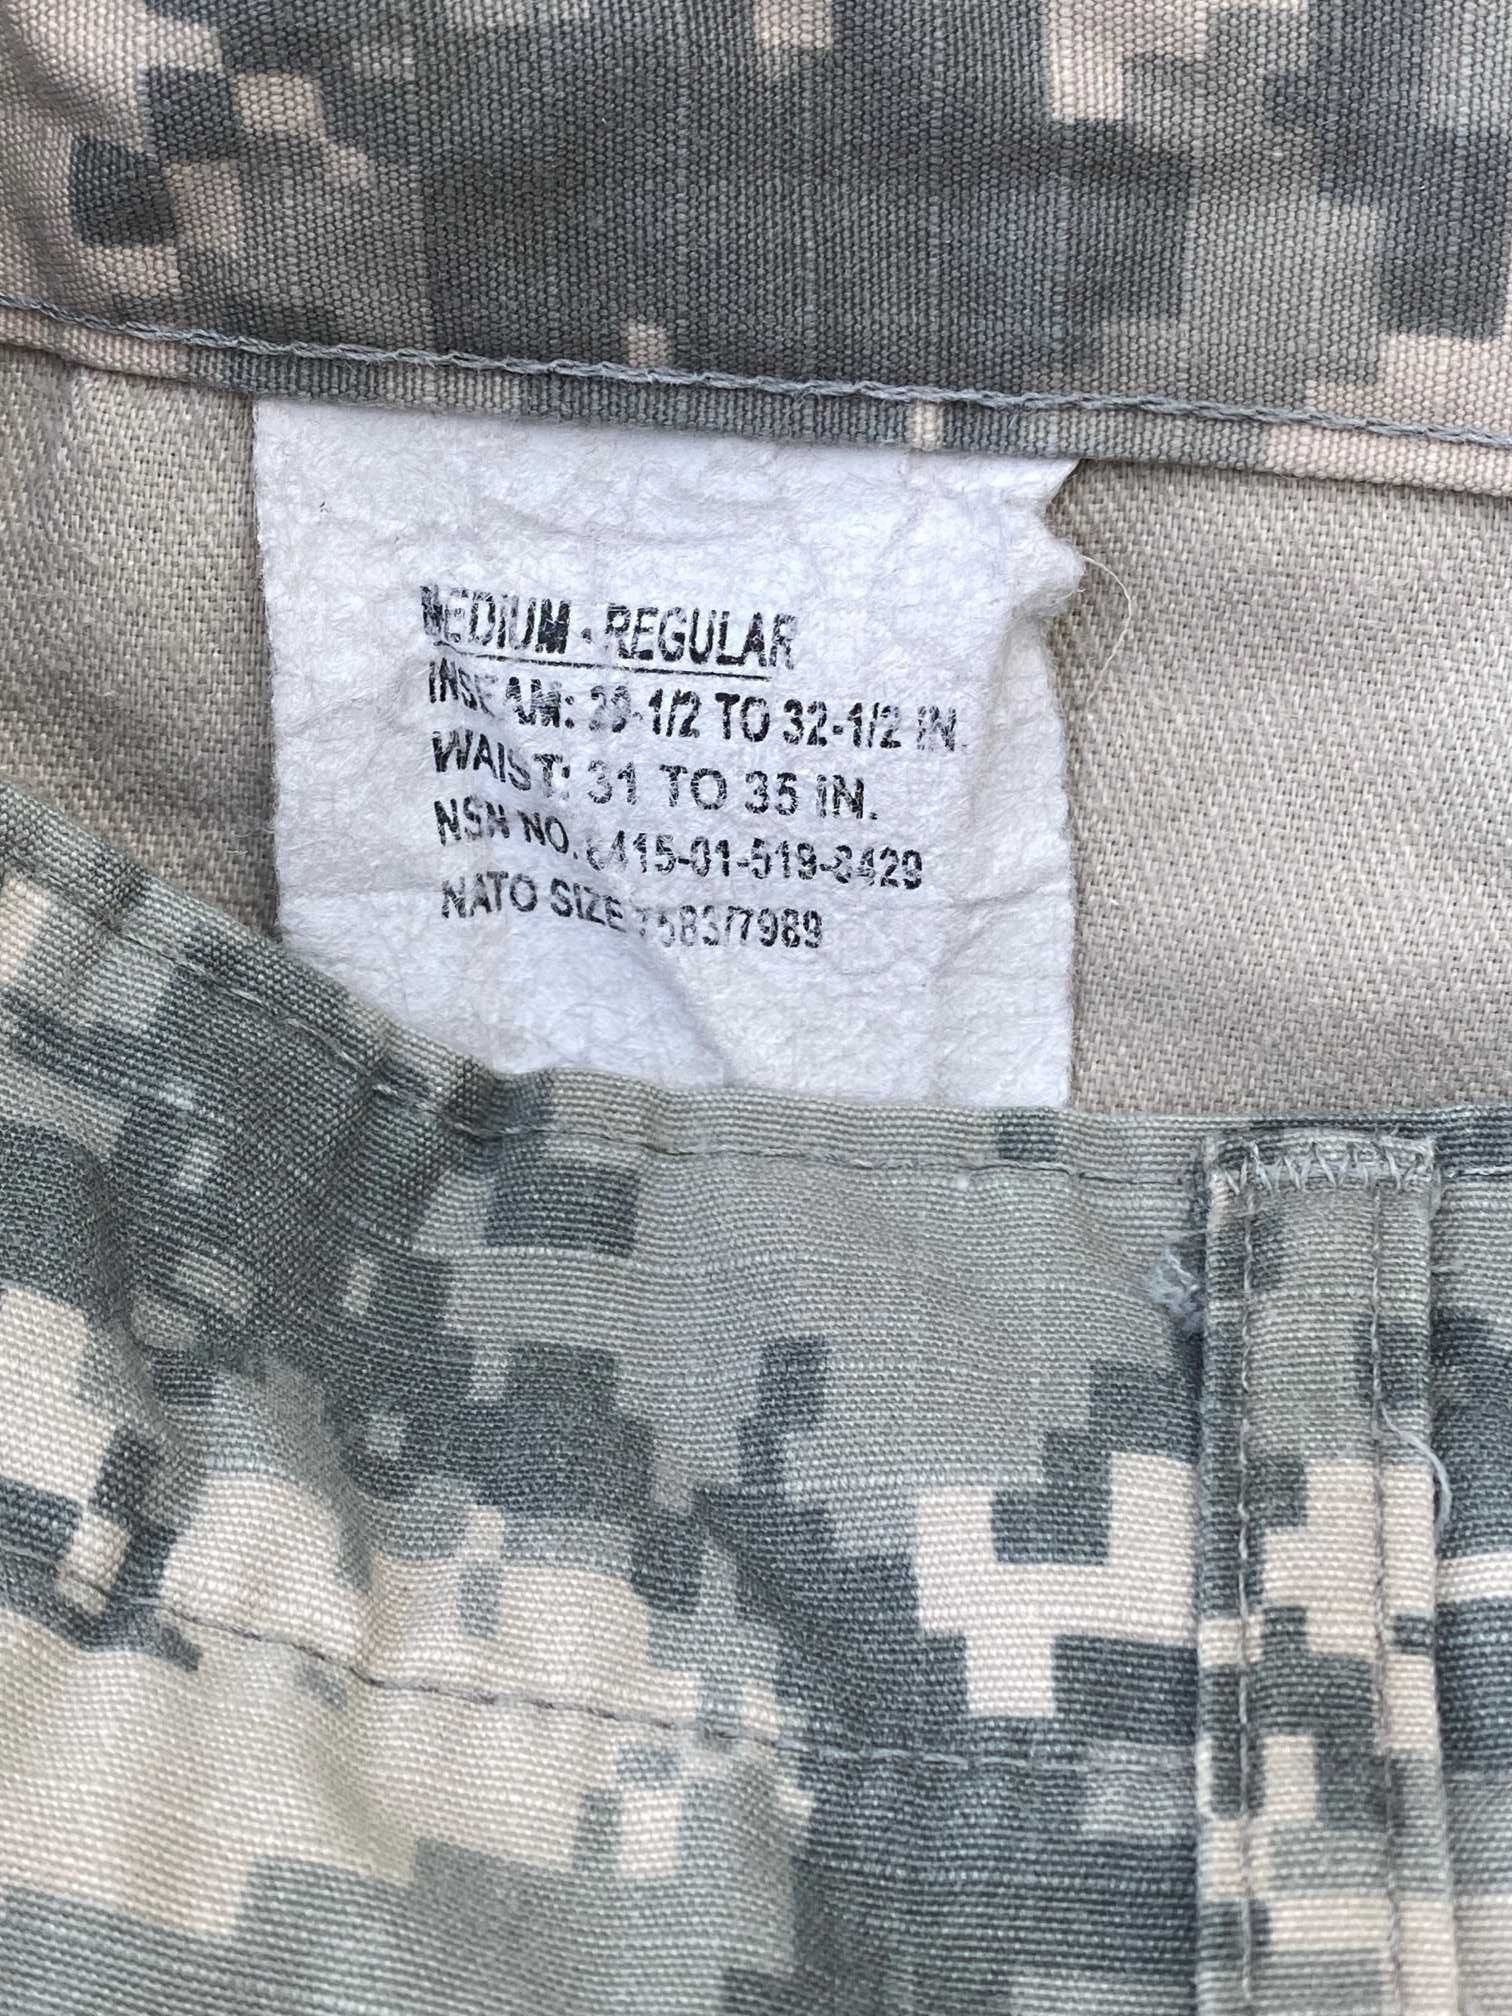 MEDIUM - REGULAR
INSEAM: 29-1/2 TO 32-1/2 IN.
WAIST: 31 TO 35 IN.
NSN NO. 8415-01-519-8429
NATO SIZE 7583/7989